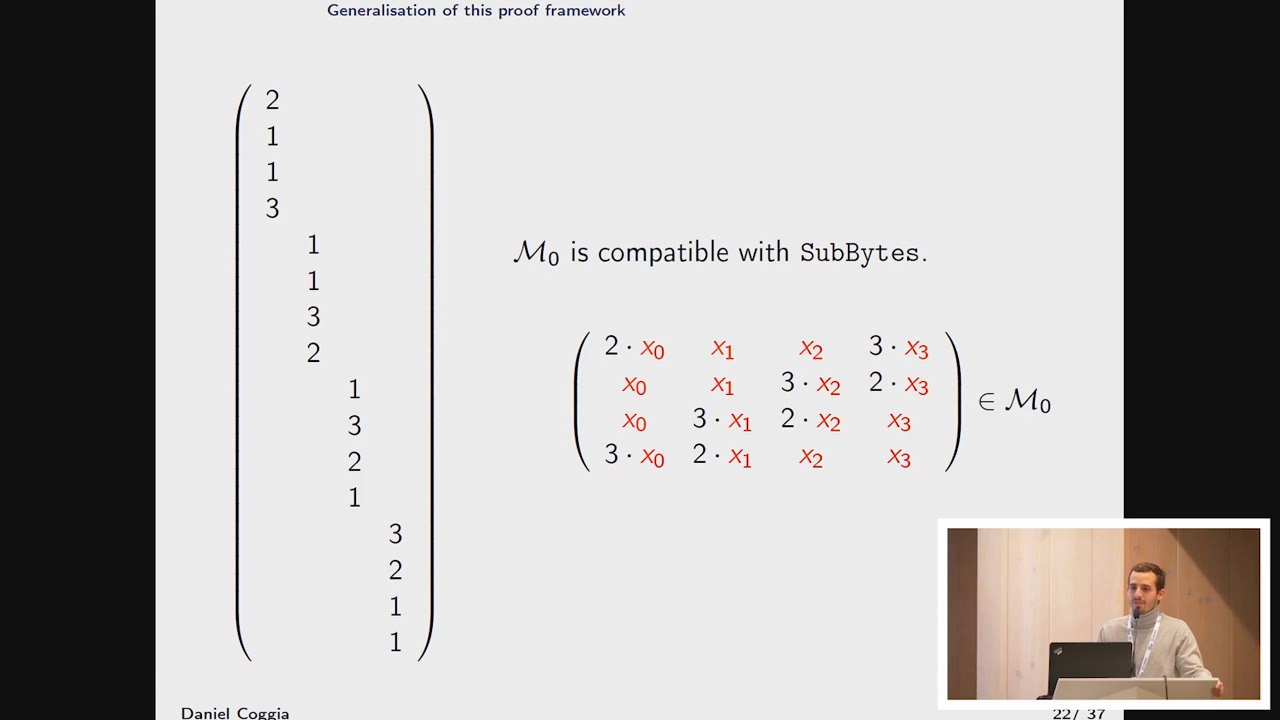 Generalisation of this proof framework
2
1
1
3
1
1
3
2
1
3
2
1
3
2
1
1
M₀ is compatible with SubBytes.
2 · x₀ x₁ x₂ 3 · x₃
x₀ x₁ 3 · x₂ 2 · x₃
x₀ 3 · x₁ 2 · x₂ x₃
3 · x₀ 2 · x₁ x₂ x₃
∈ M₀
Daniel Coggia
22/ 37